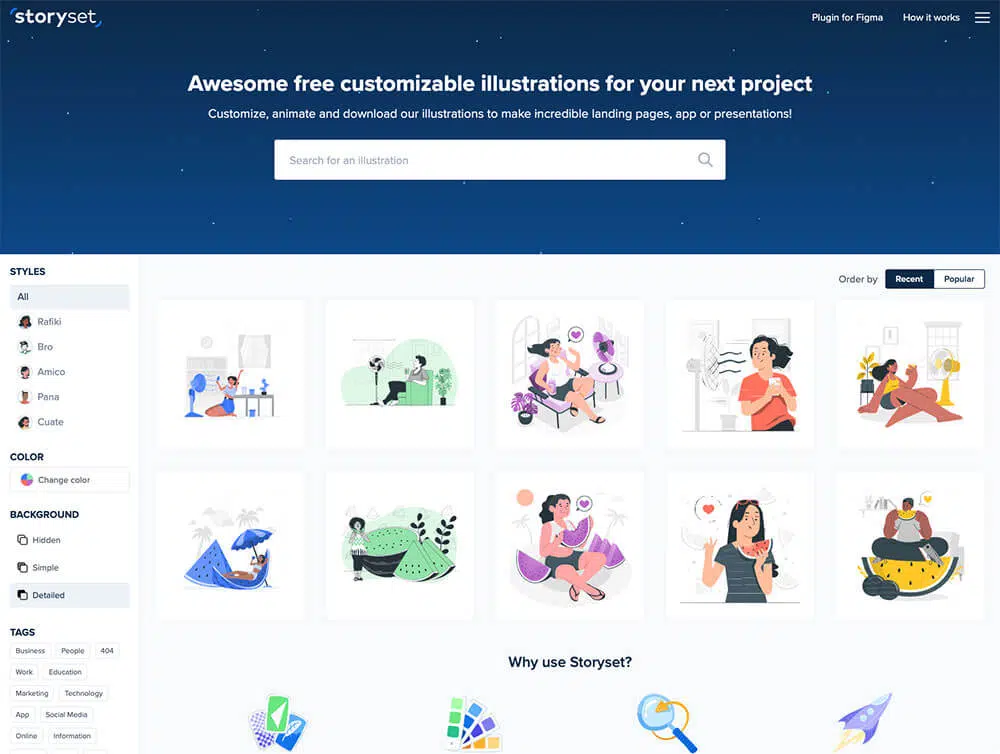 storyset
Plugin for Figma
How it works
Awesome free customizable illustrations for your next project
Customize, animate and download our illustrations to make incredible landing pages, app or presentations!
Search for an illustration
STYLES
All
Rafiki
Bro
Amico
Pana
Cuate
COLOR
Change color
BACKGROUND
Hidden
Simple
Detailed
TAGS
Business People 404
Work Education
Marketing Technology
App Social Media
Online Information
Order by Recent Popular
Why use Storyset?